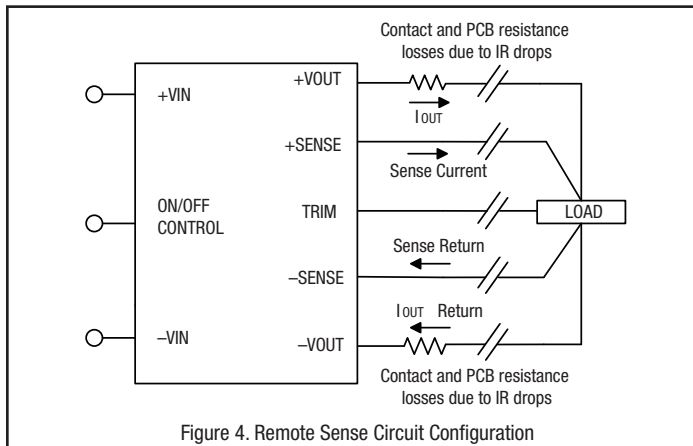 Contact and PCB resistance
losses due to IR drops
+VOUT
+VIN
IOUT
+SENSE
Sense Current
ON/OFF
CONTROL
TRIM
LOAD
Sense Return
–SENSE
IOUT Return
–VIN
–VOUT
Contact and PCB resistance
losses due to IR drops
Figure 4. Remote Sense Circuit Configuration